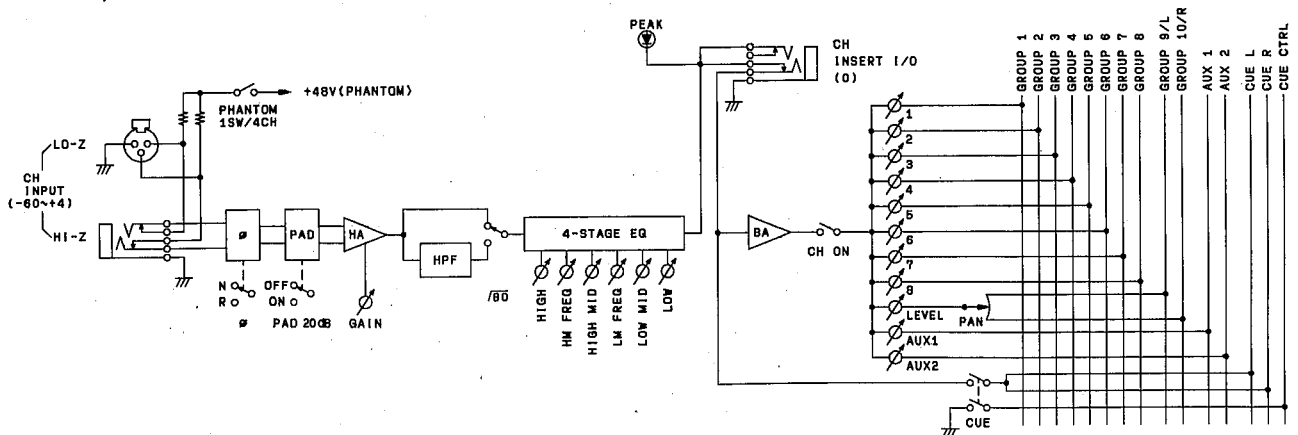 PEAK
CH
INSERT I/O
(0)
GROUP 1
GROUP 2
GROUP 3
GROUP 4
GROUP 5
GROUP 6
GROUP 7
GROUP 8
GROUP 9/L
GROUP 10/R
AUX 1
AUX 2
CUE L
CUE R
CUE CTRL
+48V(PHANTOM)
PHANTOM
1SW/4CH
LO-Z
CH
INPUT
(-60~+4)
HI-Z
ø
PAD
HA
HPF
4-STAGE EQ
BA
CH ON
1
2
3
4
5
6
7
8
LEVEL
PAN
AUX1
AUX2
CUE
N
R
ø
OFF
ON
PAD 20dB
GAIN
/80
HIGH
HM FREQ
HIGH MID
LM FREQ
LOW MID
LOW